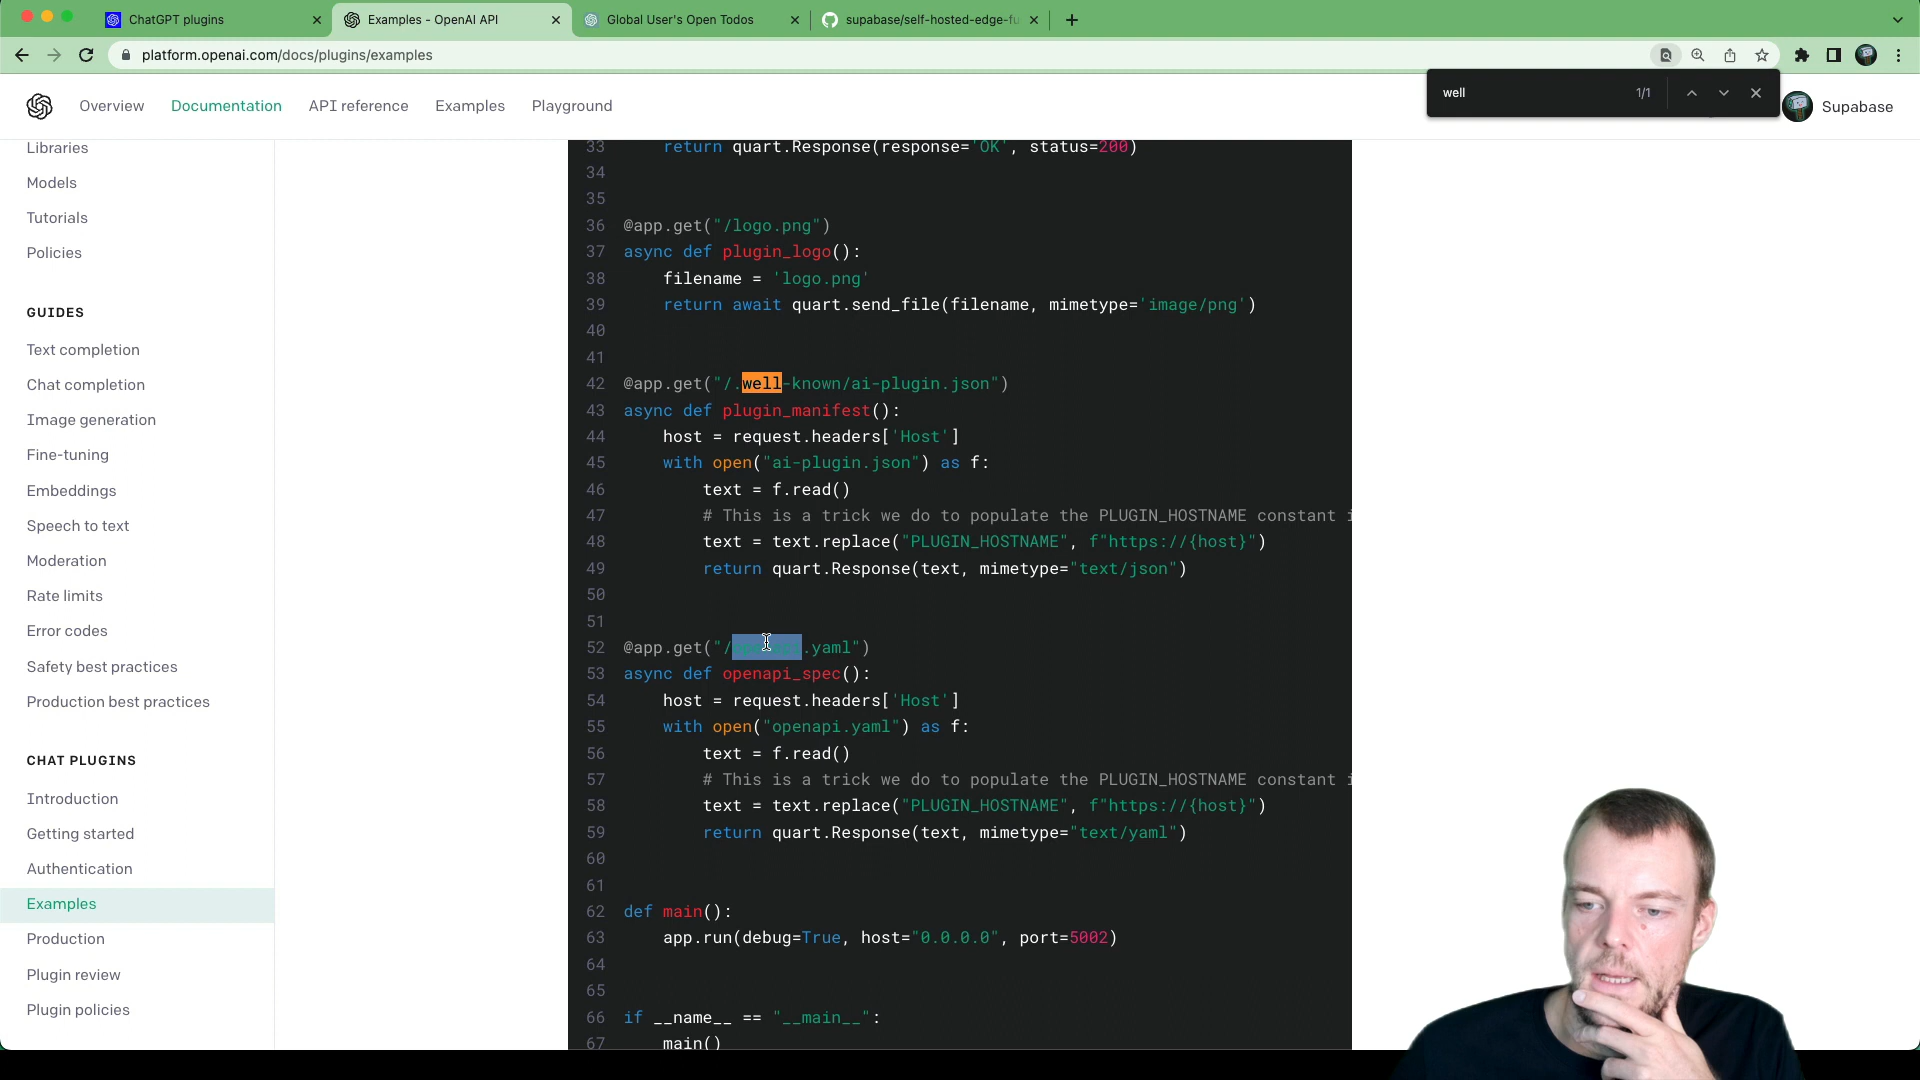 ChatGPT plugins
Examples - OpenAI API
Global User's Open Todos
supabase/self-hosted-edge-fu
platform.openai.com/docs/plugins/examples
well
1/1
Overview
Documentation
API reference
Examples
Playground
Supabase
Libraries
Models
Tutorials
Policies
GUIDES
Text completion
Chat completion
Image generation
Fine-tuning
Embeddings
Speech to text
Moderation
Rate limits
Error codes
Safety best practices
Production best practices
CHAT PLUGINS
Introduction
Getting started
Authentication
Examples
Production
Plugin review
Plugin policies
33 return quart.Response(response='OK', status=200)
34
35
36 @app.get("/logo.png")
37 async def plugin_logo():
38 filename = 'logo.png'
39 return await quart.send_file(filename, mimetype='image/png')
40
41
42 @app.get("/.well-known/ai-plugin.json")
43 async def plugin_manifest():
44 host = request.headers['Host']
45 with open("ai-plugin.json") as f:
46 text = f.read()
47 # This is a trick we do to populate the PLUGIN_HOSTNAME constant i
48 text = text.replace("PLUGIN_HOSTNAME", f"https://{host}")
49 return quart.Response(text, mimetype="text/json")
50
51
52 @app.get("/openapi.yaml")
53 async def openapi_spec():
54 host = request.headers['Host']
55 with open("openapi.yaml") as f:
56 text = f.read()
57 # This is a trick we do to populate the PLUGIN_HOSTNAME constant i
58 text = text.replace("PLUGIN_HOSTNAME", f"https://{host}")
59 return quart.Response(text, mimetype="text/yaml")
60
61
62 def main():
63 app.run(debug=True, host="0.0.0.0", port=5002)
64
65
66 if __name__ == "__main__":
67 main()